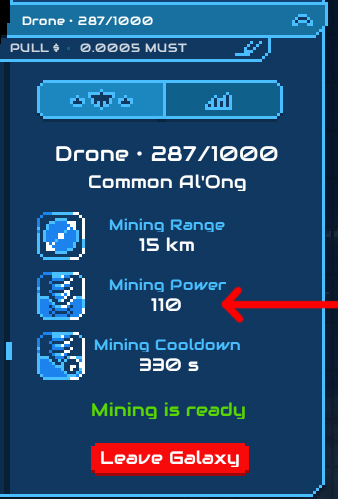 Drone • 287/1000
PULL $ • 0.0005 MUST
Drone • 287/1000
Common Al'Ong
Mining Range
15 km
Mining Power
110
Mining Cooldown
330 s
Mining is ready
Leave Galaxy